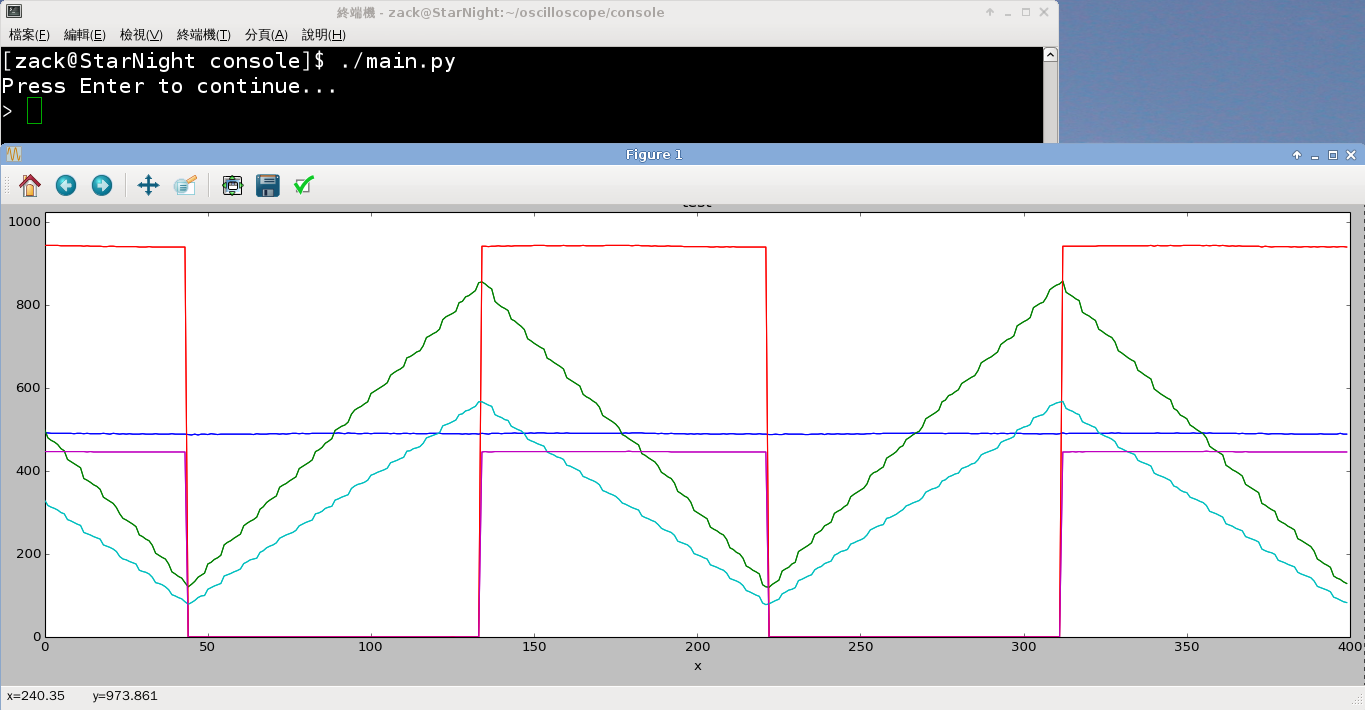 終端機 - zack@StarNight:~/oscilloscope/console
檔案(F) 編輯(E) 檢視(V) 終端機(T) 分頁(A) 說明(H)
[zack@StarNight console]$ ./main.py
Press Enter to continue...
>
Figure 1
test
1000
800
600
400
200
0
0 50 100 150 200 250 300 350 400
x
x=240.35 y=973.861